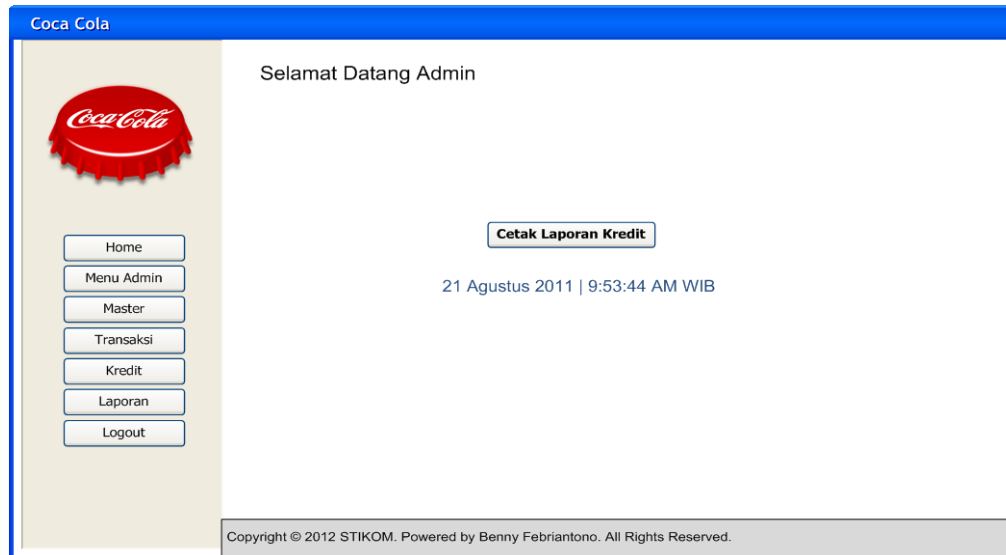 Coca Cola
Coca-Cola
Home
Menu Admin
Master
Transaksi
Kredit
Laporan
Logout
Selamat Datang Admin
Cetak Laporan Kredit
21 Agustus 2011 | 9:53:44 AM WIB
Copyright © 2012 STIKOM. Powered by Benny Febriantono. All Rights Reserved.